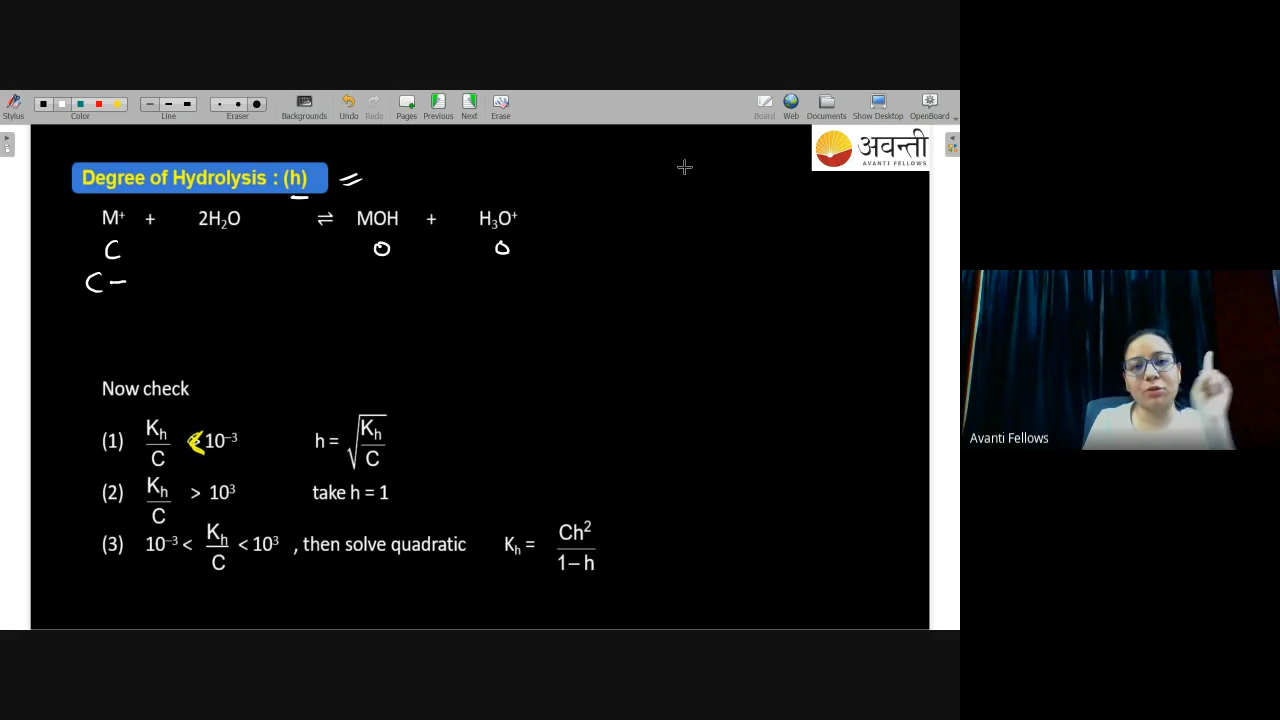 Stylus Color Line Eraser Backgrounds Undo Redo Pages Previous Next Erase Board Web Documents Show Desktop OpenBoard
अवन्ती
AVANTI FELLOWS
Degree of Hydrolysis : (h)
M⁺ + 2H₂O ⇌ MOH + H₃O⁺
C 0 0
C –
Now check
(1) Kₕ/C < 10⁻³ h = √(Kₕ/C)
(2) Kₕ/C > 10³ take h = 1
(3) 10⁻³ < Kₕ/C < 10³ , then solve quadratic Kₕ = Ch²/1–h
Avanti Fellows